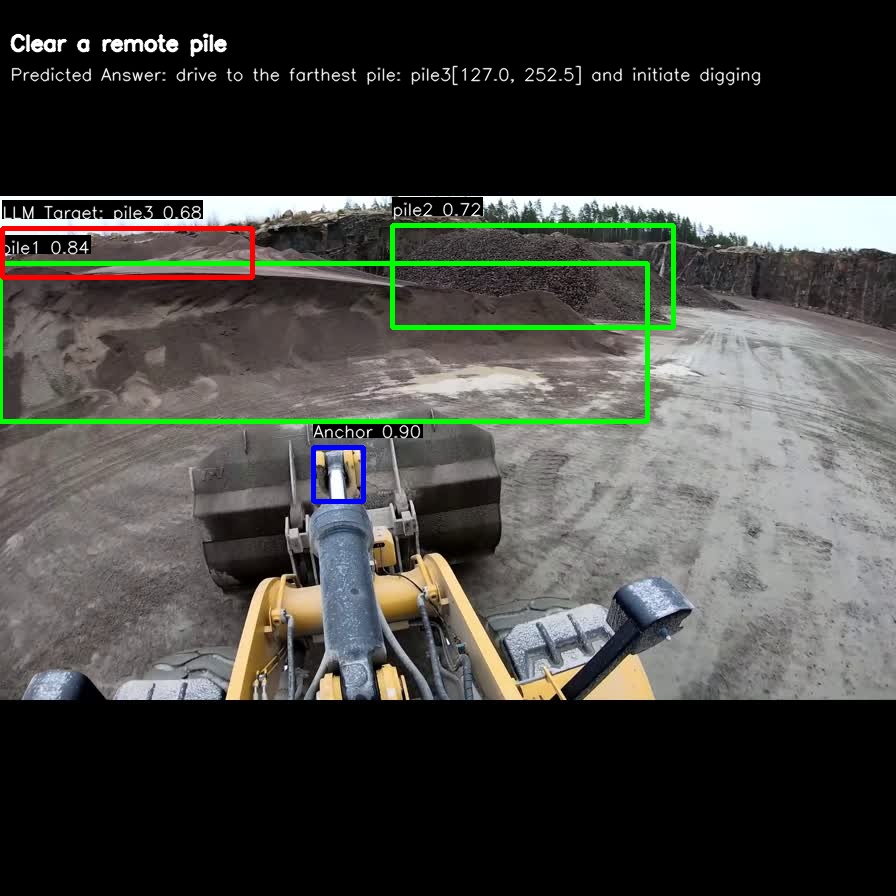 Clear a remote pile
Predicted Answer: drive to the farthest pile: pile3[127.0, 252.5] and initiate digging
LLM Target: pile3 0.68
pile2 0.72
pile1 0.84
Anchor 0.90